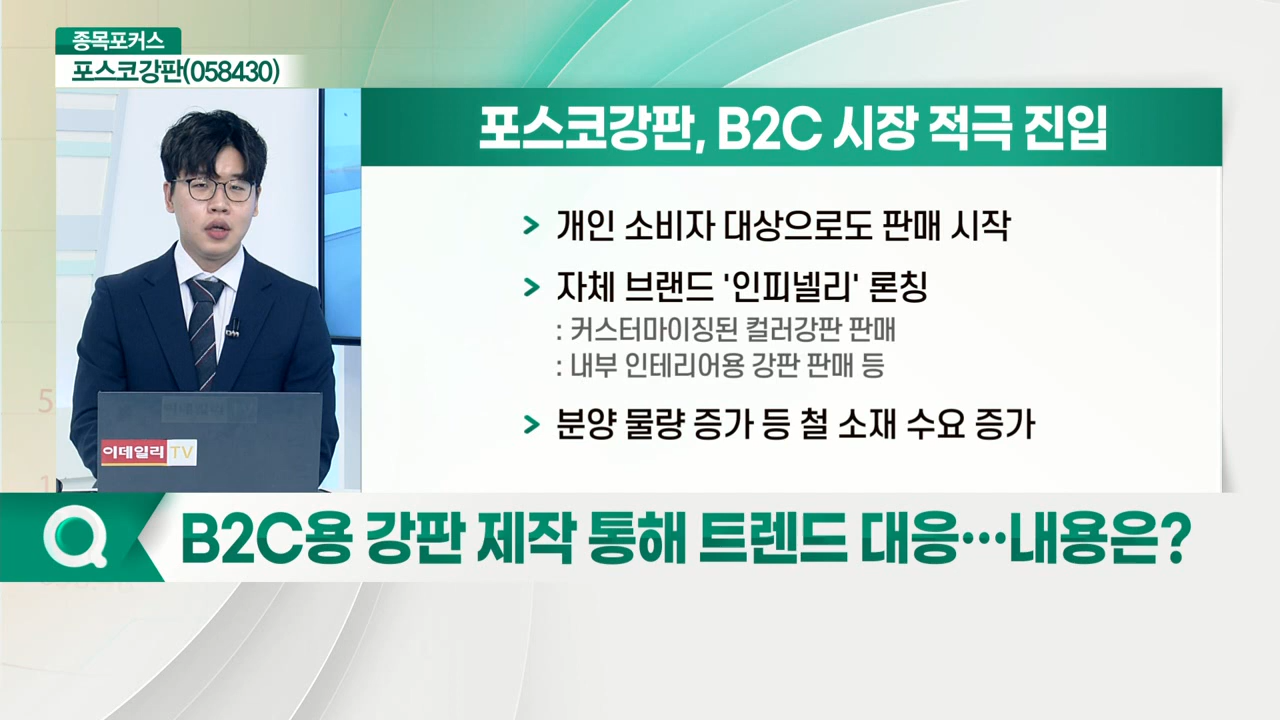 종목포커스
포스코강판(058430)
포스코강판, B2C 시장 적극 진입
> 개인 소비자 대상으로도 판매 시작
> 자체 브랜드 '인피넬리' 론칭
: 커스터마이징된 컬러강판 판매
: 내부 인테리어용 강판 판매 등
> 분양 물량 증가 등 철 소재 수요 증가
이데일리 TV
B2C용 강판 제작 통해 트렌드 대응…내용은?